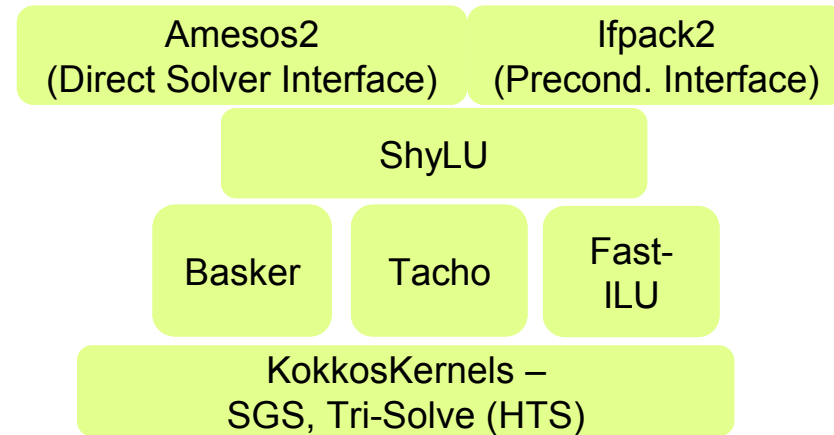 Amesos2
(Direct Solver Interface)
Ifpack2
(Precond. Interface)
ShyLU
Basker
Tacho
Fast-
ILU
KokkosKernels –
SGS, Tri-Solve (HTS)